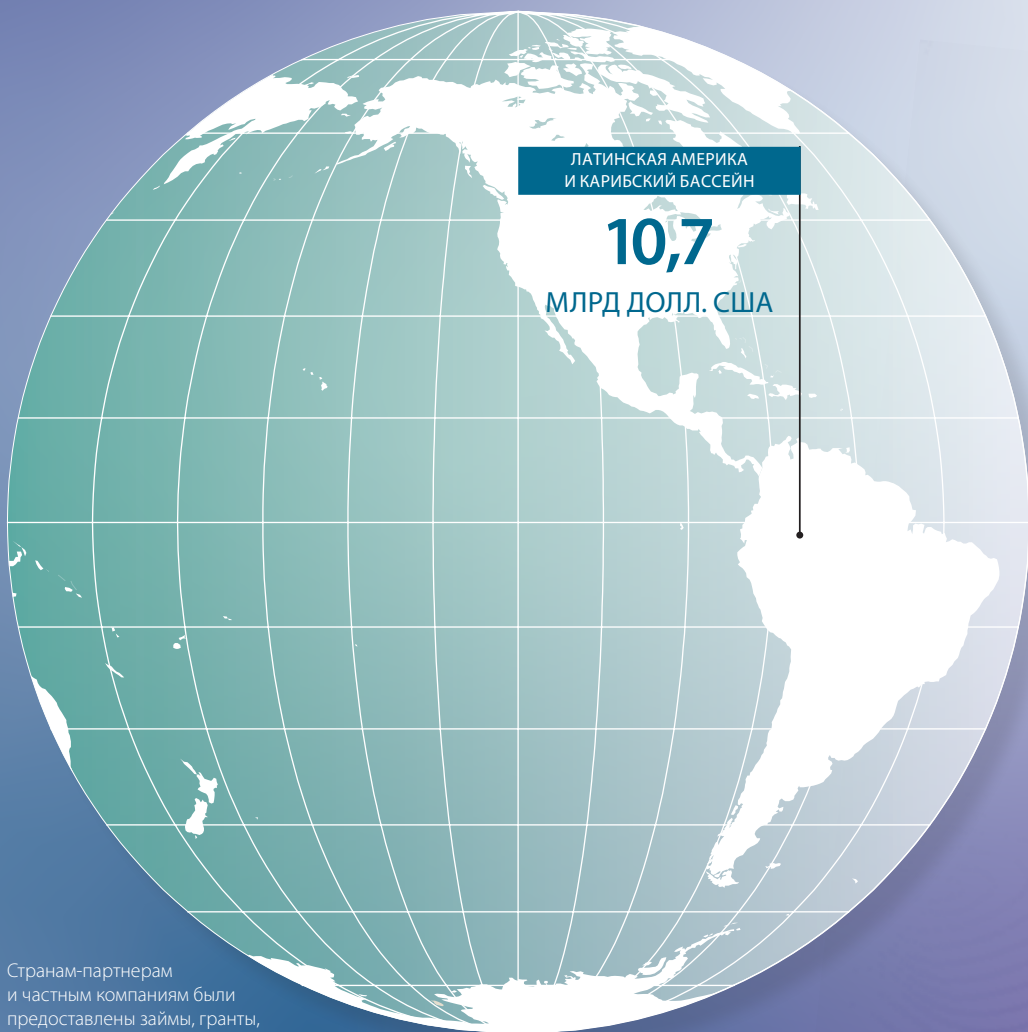 ЛАТИНСКАЯ АМЕРИКА
И КАРИБСКИЙ БАССЕЙН
10,7
МЛРД ДОЛЛ. США
Странам-партнерам
и частным компаниям были
предоставлены займы, гранты,